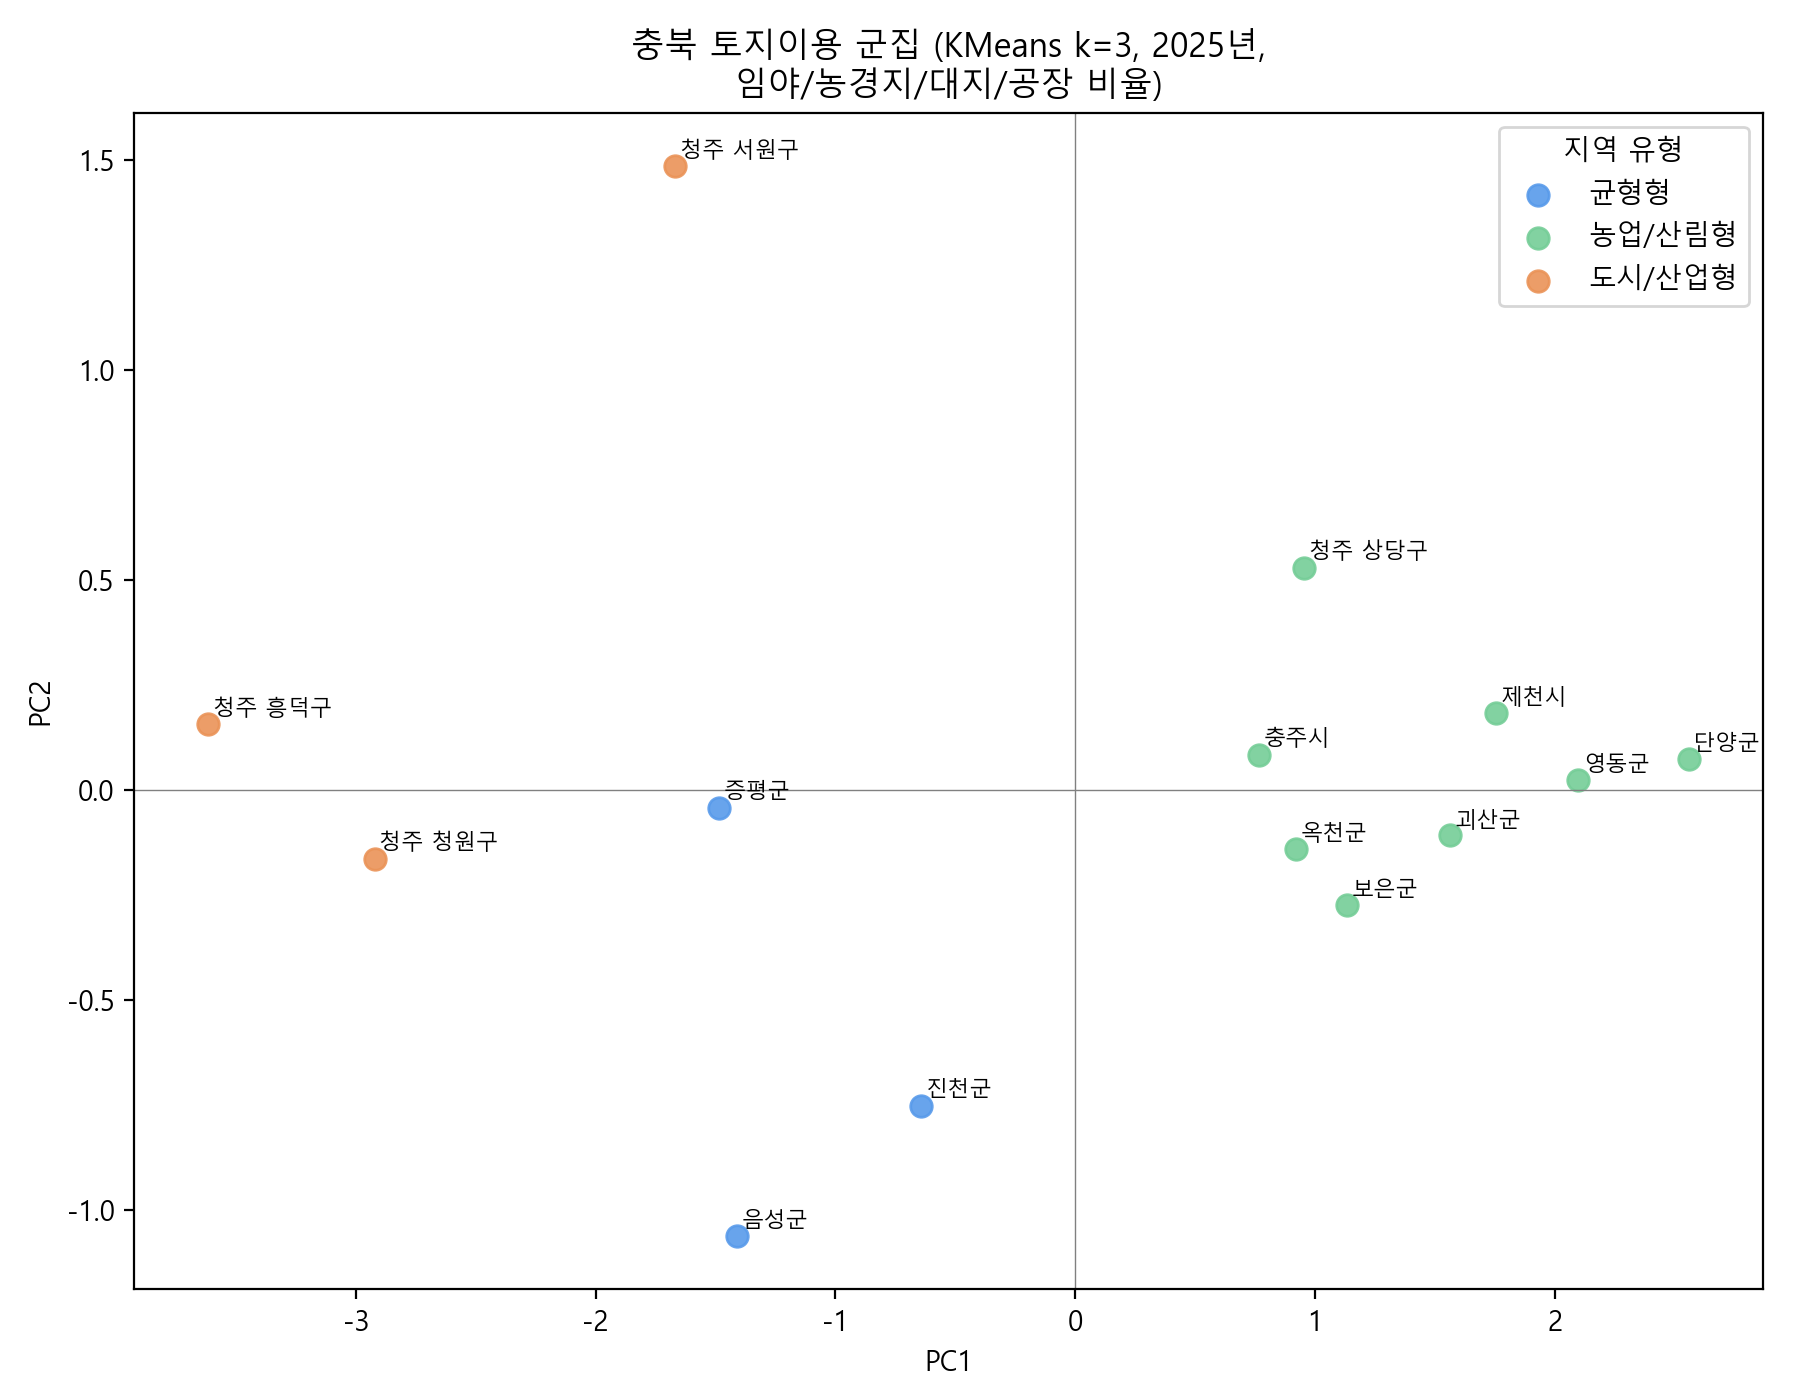 충북 토지이용 군집 (KMeans k=3, 2025년,
임야/농경지/대지/공장 비율)
지역 유형
균형형
농업/산림형
도시/산업형
청주 서원구
청주 상당구
제천시
청주 흥덕구
충주시
단양군
영동군
증평군
괴산군
옥천군
청주 청원구
보은군
진천군
음성군
PC2
1.5
1.0
0.5
0.0
-0.5
-1.0
-3
-2
-1
0
1
2
PC1